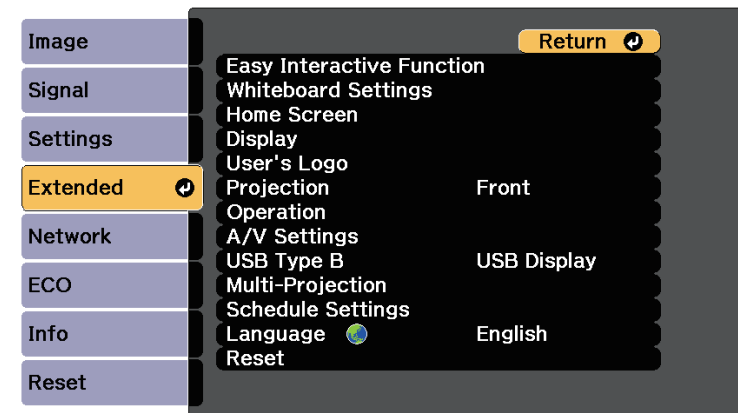 Image
Signal
Settings
Extended
Network
ECO
Info
Reset
Return
Easy Interactive Function
Whiteboard Settings
Home Screen
Display
User's Logo
Projection Front
Operation
A/V Settings
USB Type B USB Display
Multi-Projection
Schedule Settings
Language English
Reset